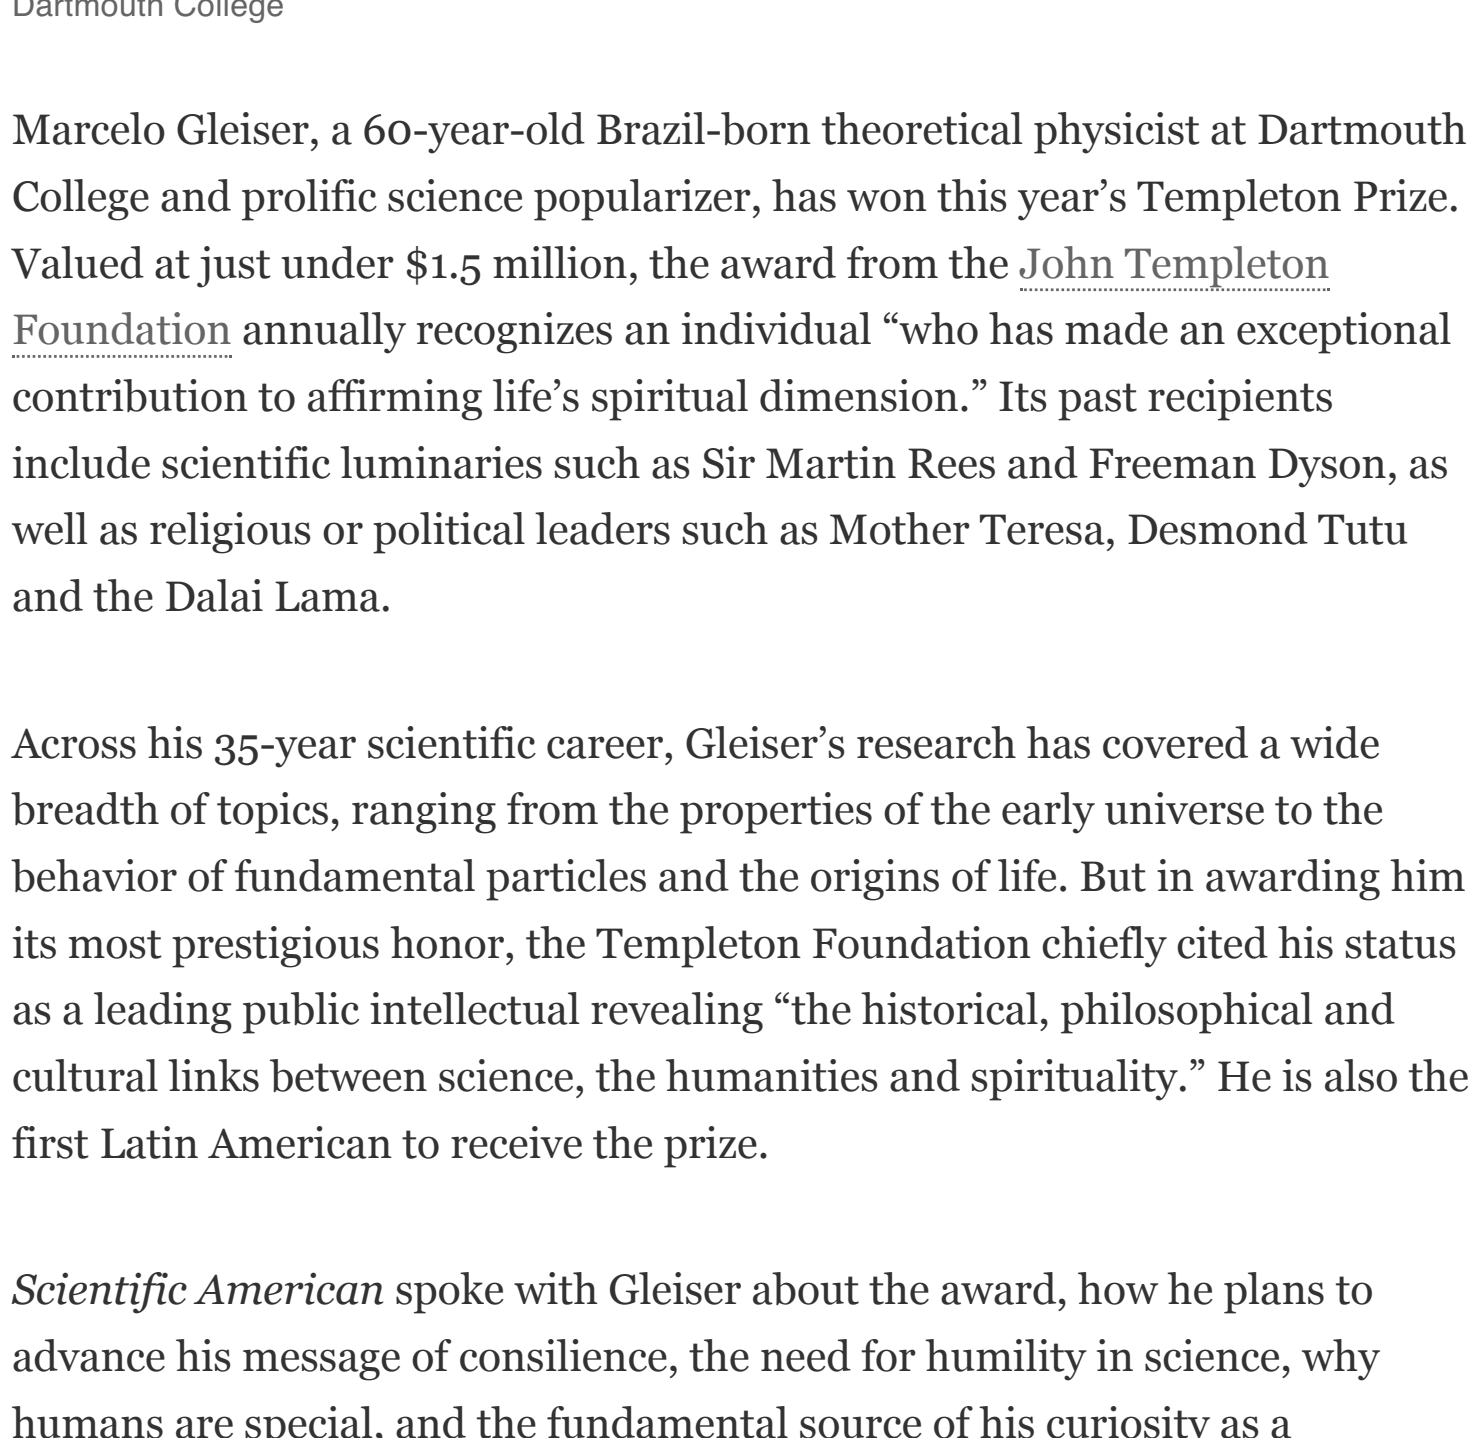 Dartmouth College
Marcelo Gleiser, a 60-year-old Brazil-born theoretical physicist at Dartmouth
College and prolific science popularizer, has won this year’s Templeton Prize.
Valued at just under $1.5 million, the award from the John Templeton
Foundation annually recognizes an individual “who has made an exceptional
contribution to affirming life’s spiritual dimension.” Its past recipients
include scientific luminaries such as Sir Martin Rees and Freeman Dyson, as
well as religious or political leaders such as Mother Teresa, Desmond Tutu
and the Dalai Lama.
Across his 35-year scientific career, Gleiser’s research has covered a wide
breadth of topics, ranging from the properties of the early universe to the
behavior of fundamental particles and the origins of life. But in awarding him
its most prestigious honor, the Templeton Foundation chiefly cited his status
as a leading public intellectual revealing “the historical, philosophical and
cultural links between science, the humanities and spirituality.” He is also the
first Latin American to receive the prize.
Scientific American spoke with Gleiser about the award, how he plans to
advance his message of consilience, the need for humility in science, why
humans are special, and the fundamental source of his curiosity as a